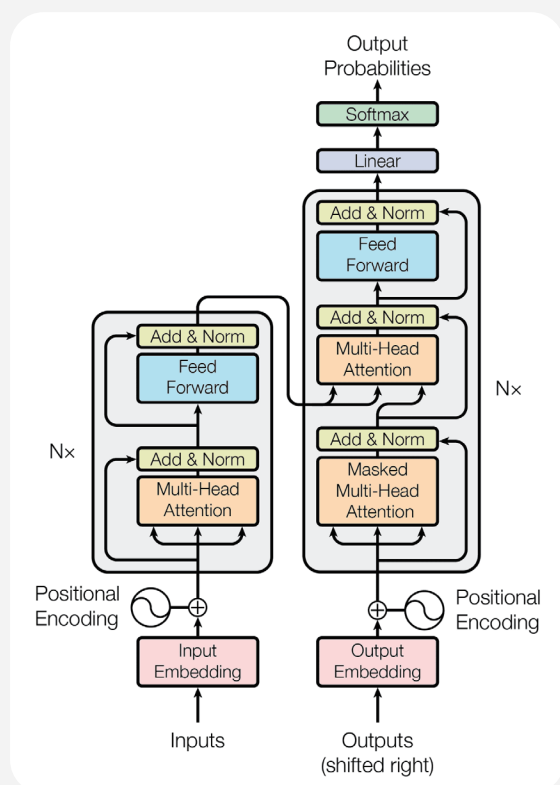 Output
Probabilities
Softmax
Linear
Add & Norm
Feed
Forward
Add & Norm
Multi-Head
Attention
Add & Norm
Masked
Multi-Head
Attention
N×
Positional
Encoding
Output
Embedding
Outputs
(shifted right)
Add & Norm
Feed
Forward
Add & Norm
Multi-Head
Attention
N×
Positional
Encoding
Input
Embedding
Inputs